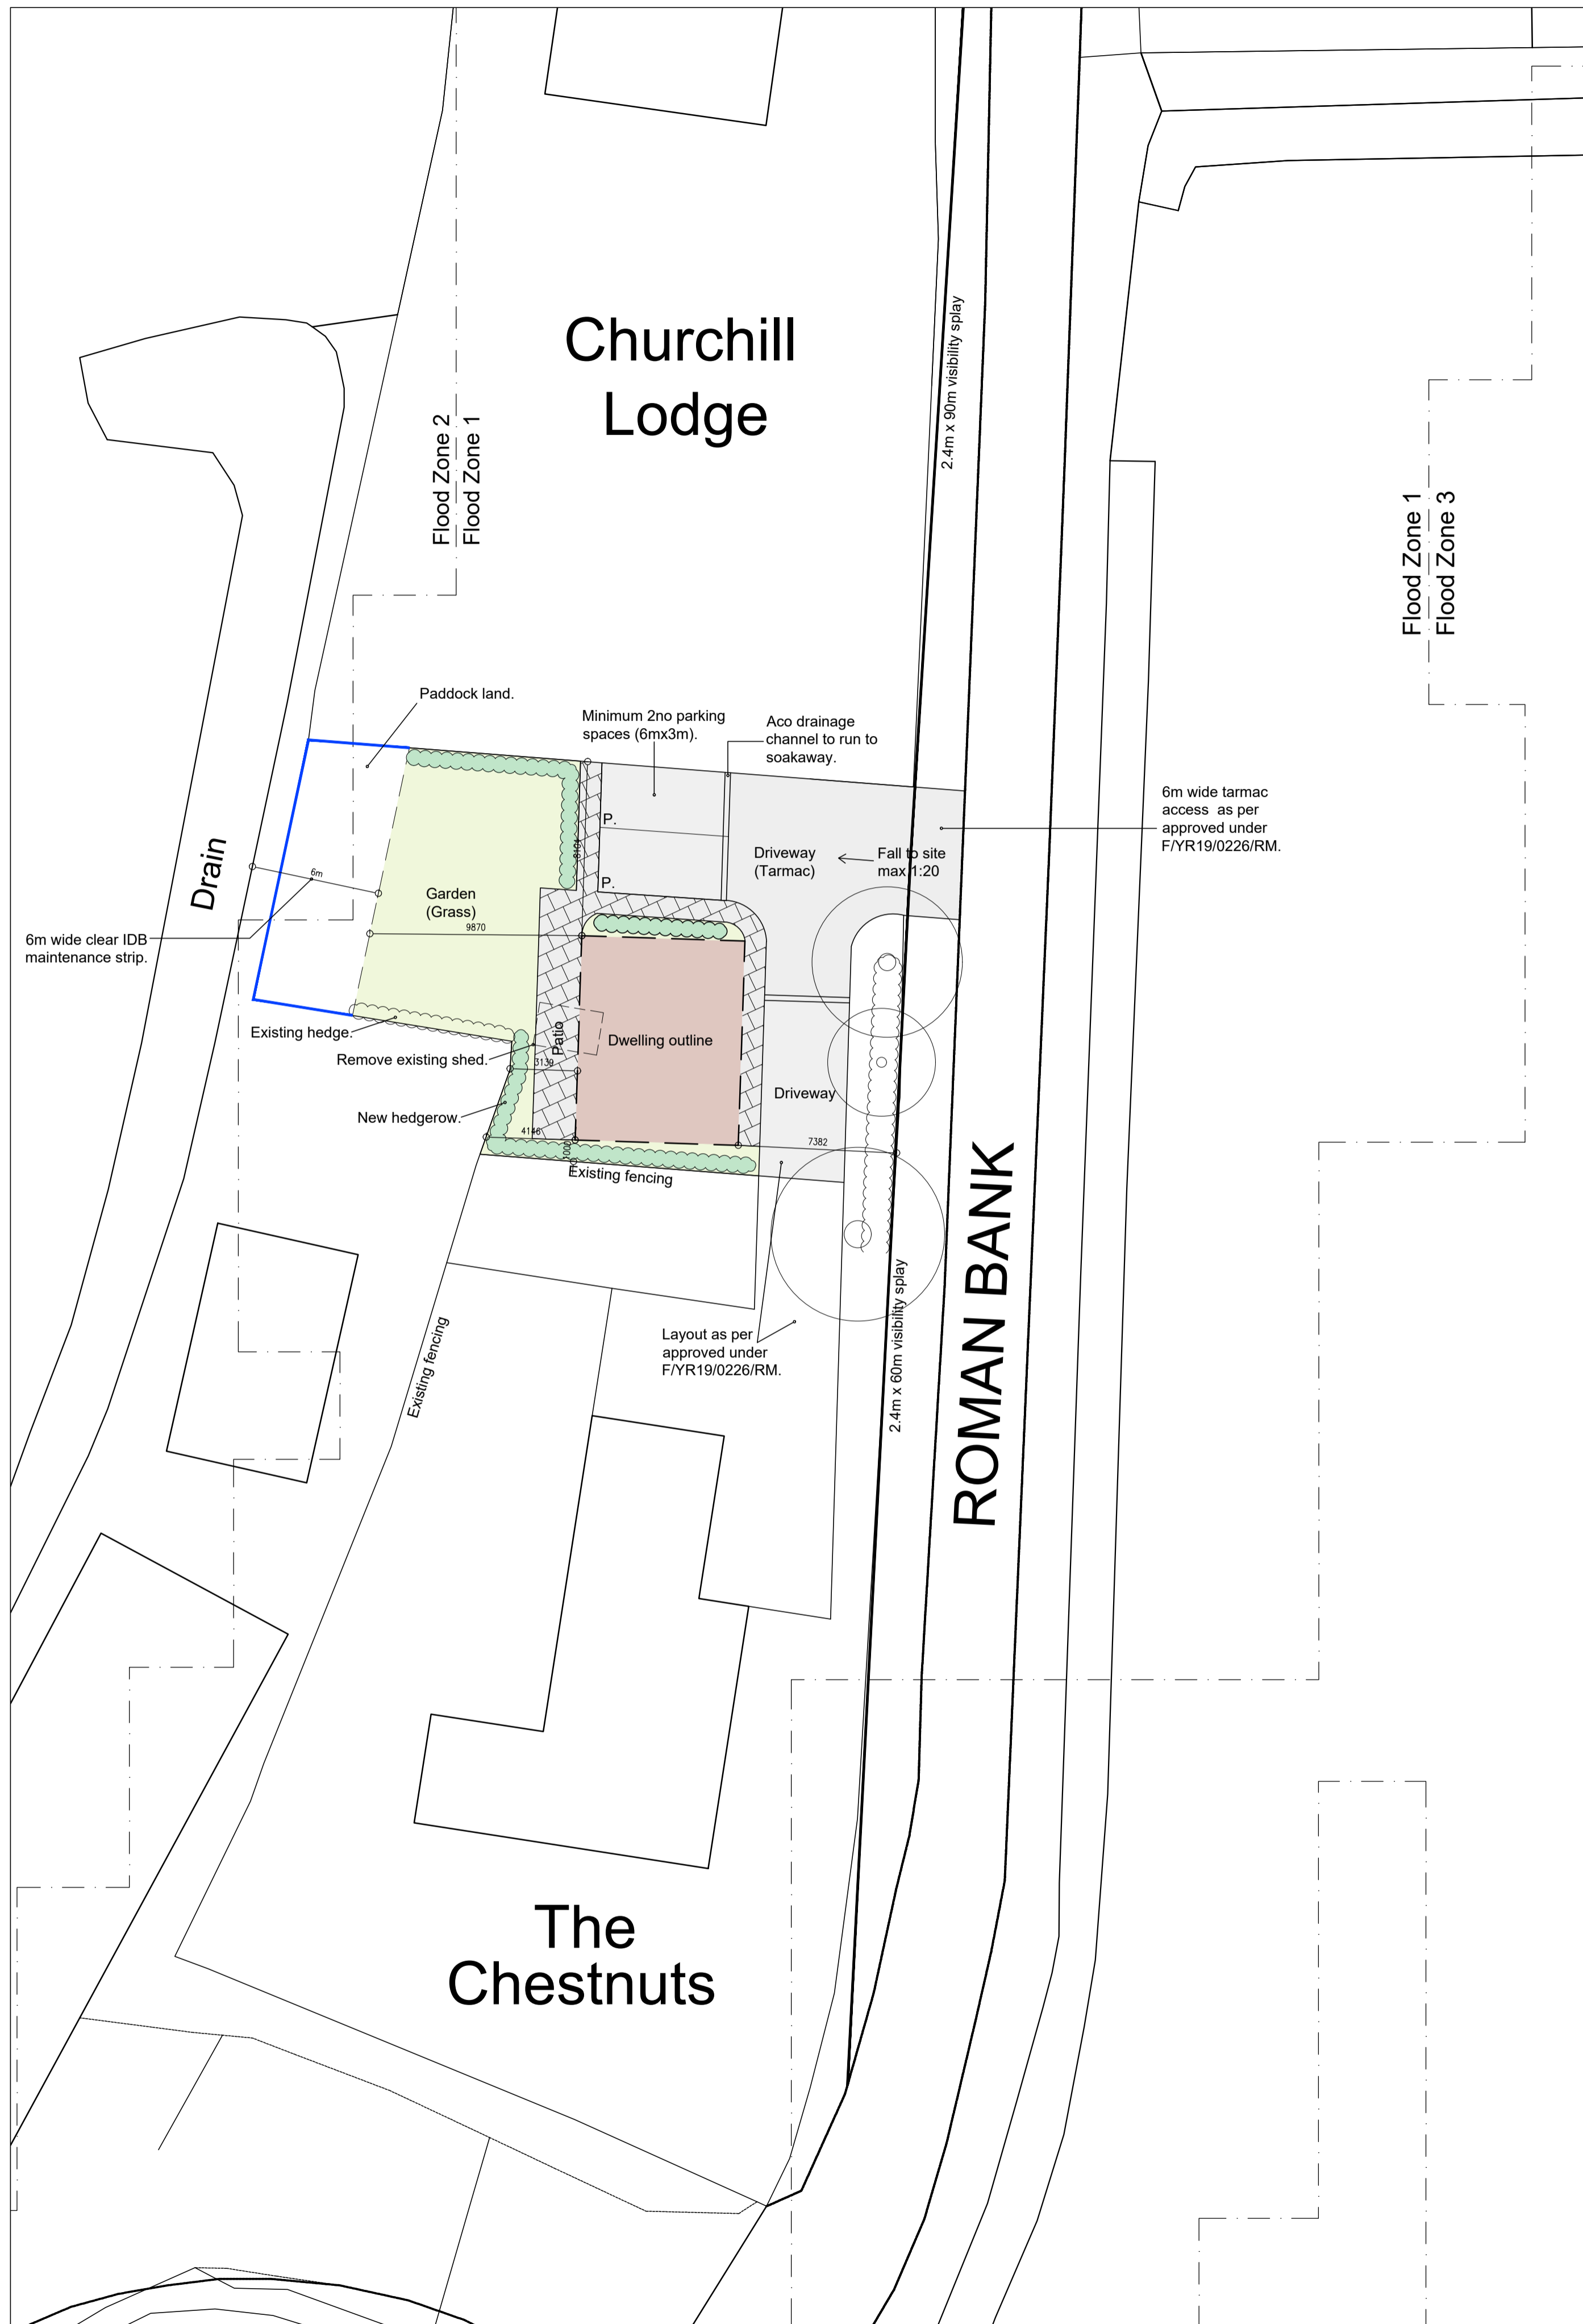 Churchill
Lodge
2.4m x 90m visibility splay
Flood Zone 2
Flood Zone 1
Flood Zone 1
Flood Zone 3
Paddock land.
Minimum 2no parking
spaces (6mx3m).
Aco drainage
channel to run to
soakaway.
6m wide tarmac
access as per
approved under
F/YR19/0226/RM.
P.
Driveway
(Tarmac)
Fall to site
max 1:20
Drain
6m
Garden
(Grass)
P.
9870
6m wide clear IDB
maintenance strip.
Existing hedge.
Remove existing shed.
Patio
Dwelling outline
3139
Driveway
New hedgerow.
4146
7382
1000
Existing fencing
ROMAN BANK
2.4m x 60m visibility splay
Layout as per
approved under
F/YR19/0226/RM.
Existing fencing
The
Chestnuts